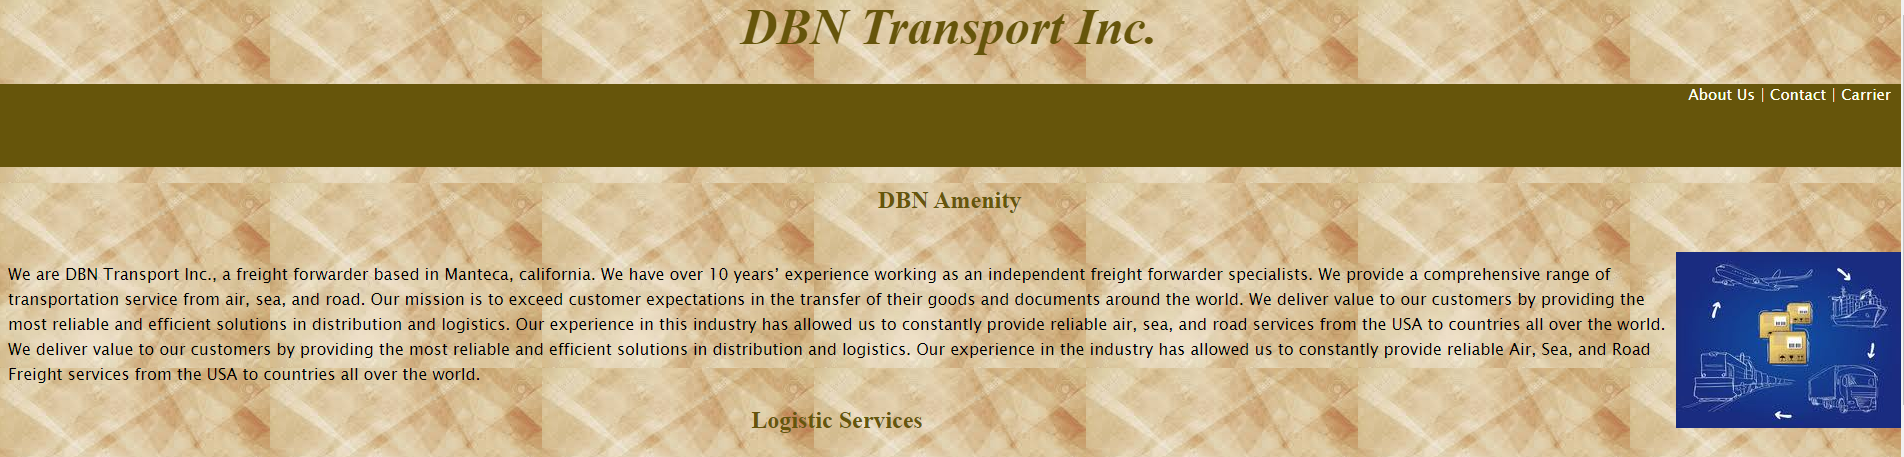 DBN Transport Inc.
About Us | Contact | Carrier
DBN Amenity
We are DBN Transport Inc., a freight forwarder based in Manteca, california. We have over 10 years’ experience working as an independent freight forwarder specialists. We provide a comprehensive range of
transportation service from air, sea, and road. Our mission is to exceed customer expectations in the transfer of their goods and documents around the world. We deliver value to our customers by providing the
most reliable and efficient solutions in distribution and logistics. Our experience in this industry has allowed us to constantly provide reliable air, sea, and road services from the USA to countries all over the world.
We deliver value to our customers by providing the most reliable and efficient solutions in distribution and logistics. Our experience in the industry has allowed us to constantly provide reliable Air, Sea, and Road
Freight services from the USA to countries all over the world.
Logistic Services